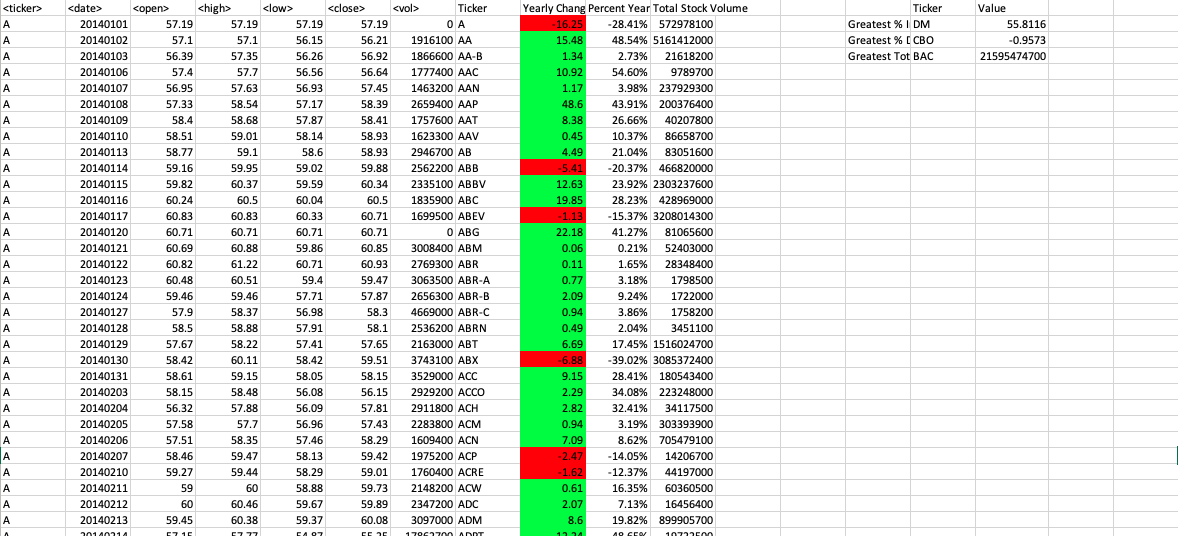 <ticker> <date> <open> <high> <low> <close> <vol> Ticker Yearly Chang Percent Year Total Stock Volume Ticker Value
A 20140101 57.19 57.19 57.19 57.19 0 A -16.25 -28.41% 572978100 Greatest % I DM 55.8116
A 20140102 57.1 57.1 56.15 56.21 1916100 AA 15.48 48.54% 5161412000 Greatest % D CBO -0.9573
A 20140103 56.39 57.35 56.26 56.92 1866600 AA-B 1.34 2.73% 21618200 Greatest Tot BAC 21595474700
A 20140106 57.4 57.7 56.56 56.64 1777400 AAC 10.92 54.60% 9789700
A 20140107 56.95 57.63 56.93 57.45 1463200 AAN 1.17 3.98% 237929300
A 20140108 57.33 58.54 57.17 58.39 2659400 AAP 48.6 43.91% 200376400
A 20140109 58.4 58.68 57.87 58.41 1757600 AAT 8.38 26.66% 40207800
A 20140110 58.51 59.01 58.14 58.93 1623300 AAV 0.45 10.37% 86658700
A 20140113 58.77 59.1 58.6 58.93 2946700 AB 4.49 21.04% 83051600
A 20140114 59.16 59.95 59.02 59.88 2562200 ABB -5.41 -20.37% 466820000
A 20140115 59.82 60.37 59.59 60.34 2335100 ABBV 12.63 23.92% 2303237600
A 20140116 60.24 60.5 60.04 60.5 1835900 ABC 19.85 28.23% 428969000
A 20140117 60.83 60.83 60.33 60.71 1699500 ABEV -1.13 -15.37% 3208014300
A 20140120 60.71 60.71 60.71 60.71 0 ABG 22.18 41.27% 81065600
A 20140121 60.69 60.88 59.86 60.85 3008400 ABM 0.06 0.21% 52403000
A 20140122 60.82 61.22 60.71 60.93 2769300 ABR 0.11 1.65% 28348400
A 20140123 60.48 60.51 59.4 59.47 3063500 ABR-A 0.77 3.18% 1798500
A 20140124 59.46 59.46 57.71 57.87 2656300 ABR-B 2.09 9.24% 1722000
A 20140127 57.9 58.37 56.98 58.3 4669000 ABR-C 0.94 3.86% 1758200
A 20140128 58.5 58.88 57.91 58.1 2536200 ABRN 0.49 2.04% 3451100
A 20140129 57.67 58.22 57.41 57.65 2163000 ABT 6.69 17.45% 1516024700
A 20140130 58.42 60.11 58.42 59.51 3743100 ABX -6.88 -39.02% 3085372400
A 20140131 58.61 59.15 58.05 58.15 3529000 ACC 9.15 28.41% 180543400
A 20140203 58.15 58.48 56.08 56.15 2929200 ACCO 2.29 34.08% 223248000
A 20140204 56.32 57.88 56.09 57.81 2911800 ACH 2.82 32.41% 34117500
A 20140205 57.58 57.7 56.96 57.43 2283800 ACM 0.94 3.19% 303393900
A 20140206 57.51 58.35 57.46 58.29 1609400 ACN 7.09 8.62% 705479100
A 20140207 58.46 59.47 58.13 59.42 1975200 ACP -2.47 -14.05% 14206700
A 20140210 59.27 59.44 58.29 59.01 1760400 ACRE -1.62 -12.37% 44197000
A 20140211 59 60 58.88 59.73 2148200 ACW 0.61 16.35% 60360500
A 20140212 60 60.46 59.67 59.89 2347200 ADC 2.07 7.13% 16456400
A 20140213 59.45 60.38 59.37 60.08 3097000 ADM 8.6 19.82% 899905700
A 20140214 57.15 57.77 54.87 55.25 17862700 ADPT 12.24 48.65% 19722500